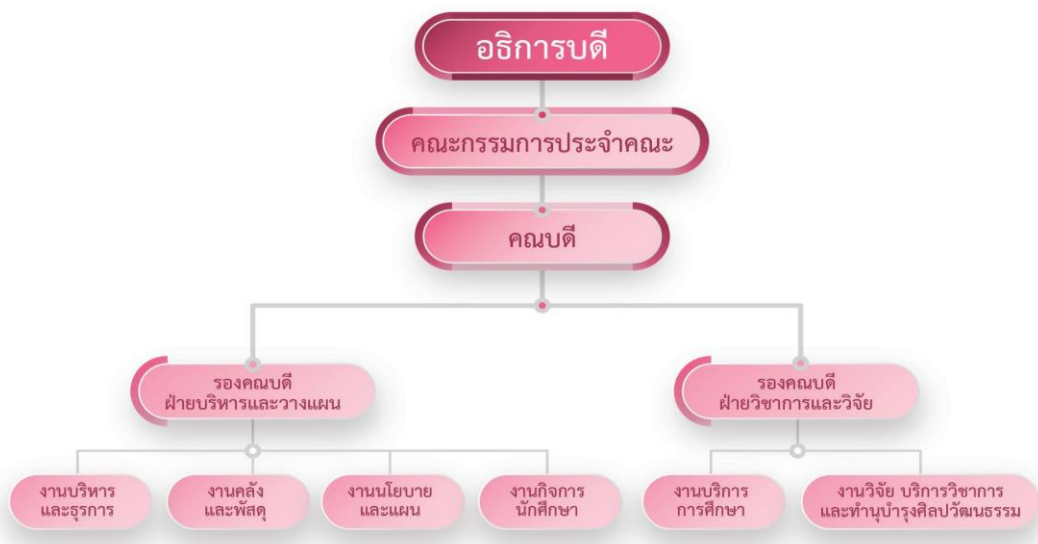 อธิการบดี
คณะกรรมการประจำคณะ
คณบดี
รองคณบดี
ฝ่ายบริหารและวางแผน
รองคณบดี
ฝ่ายวิชาการและวิจัย
งานบริหาร
และธุรการ
งานคลัง
และพัสดุ
งานนโยบาย
และแผน
งานกิจการ
นักศึกษา
งานบริการ
การศึกษา
งานวิจัย บริการวิชาการ
และทำนุบำรุงศิลปวัฒนธรรม